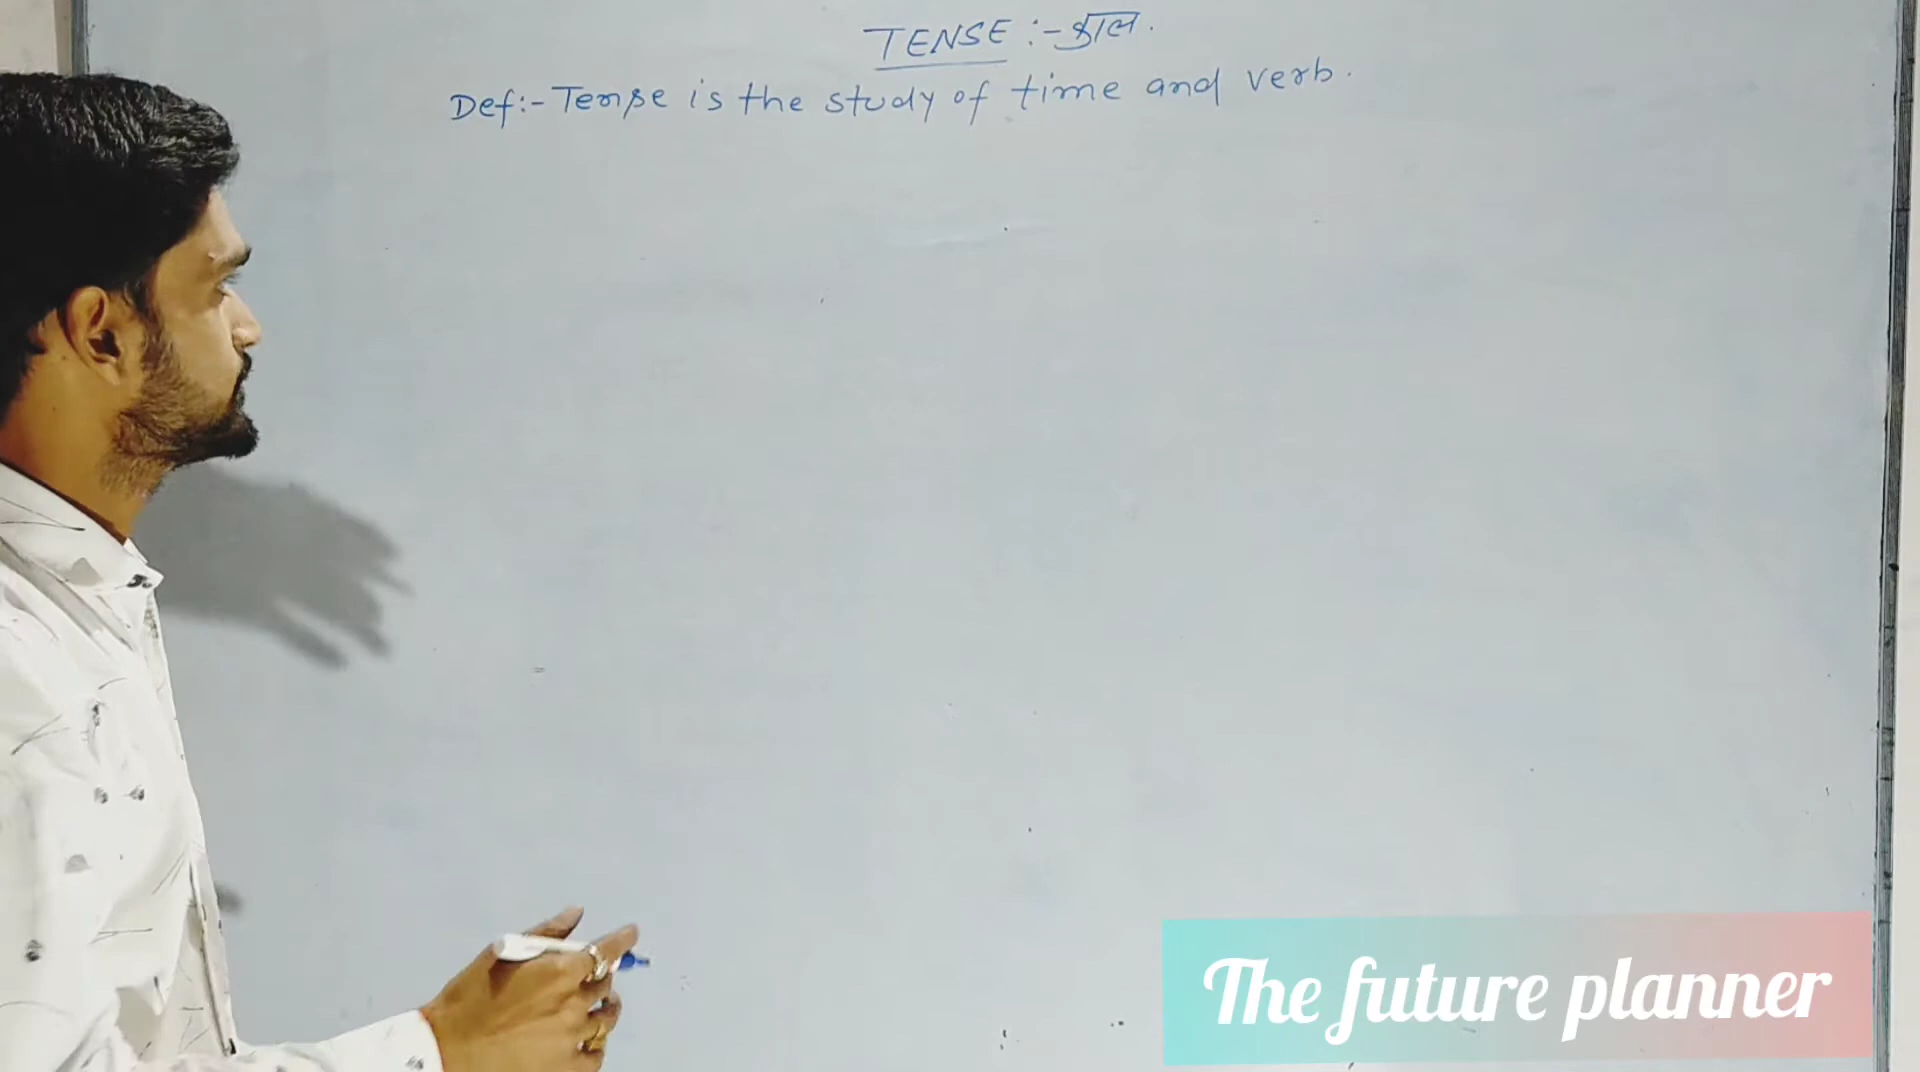 TENSE :- काल.
Def:- Tense is the study of time and verb.
The future planner